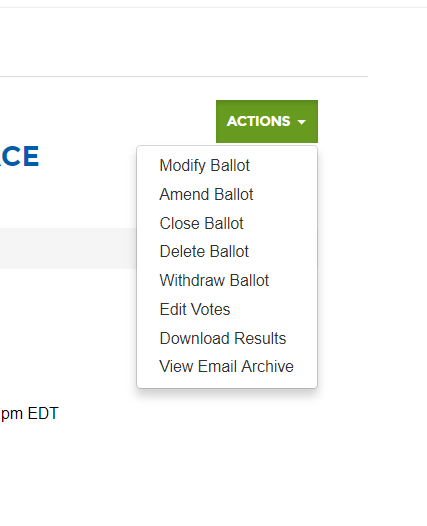 ACTIONS
CE
Modify Ballot
Amend Ballot
Close Ballot
Delete Ballot
Withdraw Ballot
Edit Votes
Download Results
View Email Archive
pm EDT